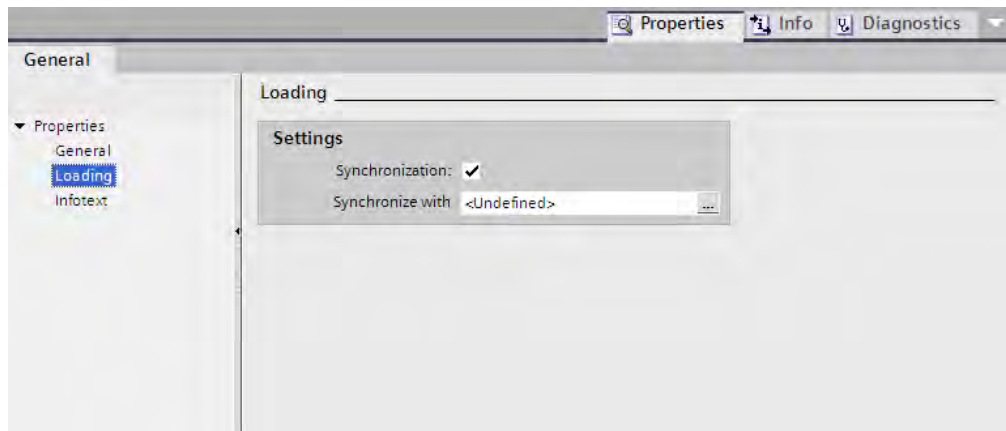 Properties Info Diagnostics
General
Loading
Properties
General
Loading
Infotext
Settings
Synchronization:
Synchronize with <Undefined> ...